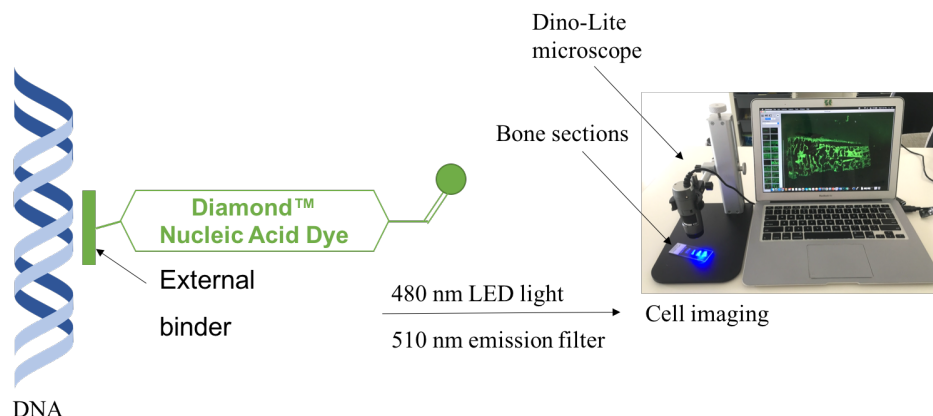 Dino-Lite
microscope
Bone sections
Diamond™
Nucleic Acid Dye
External
binder
480 nm LED light
510 nm emission filter
Cell imaging
DNA